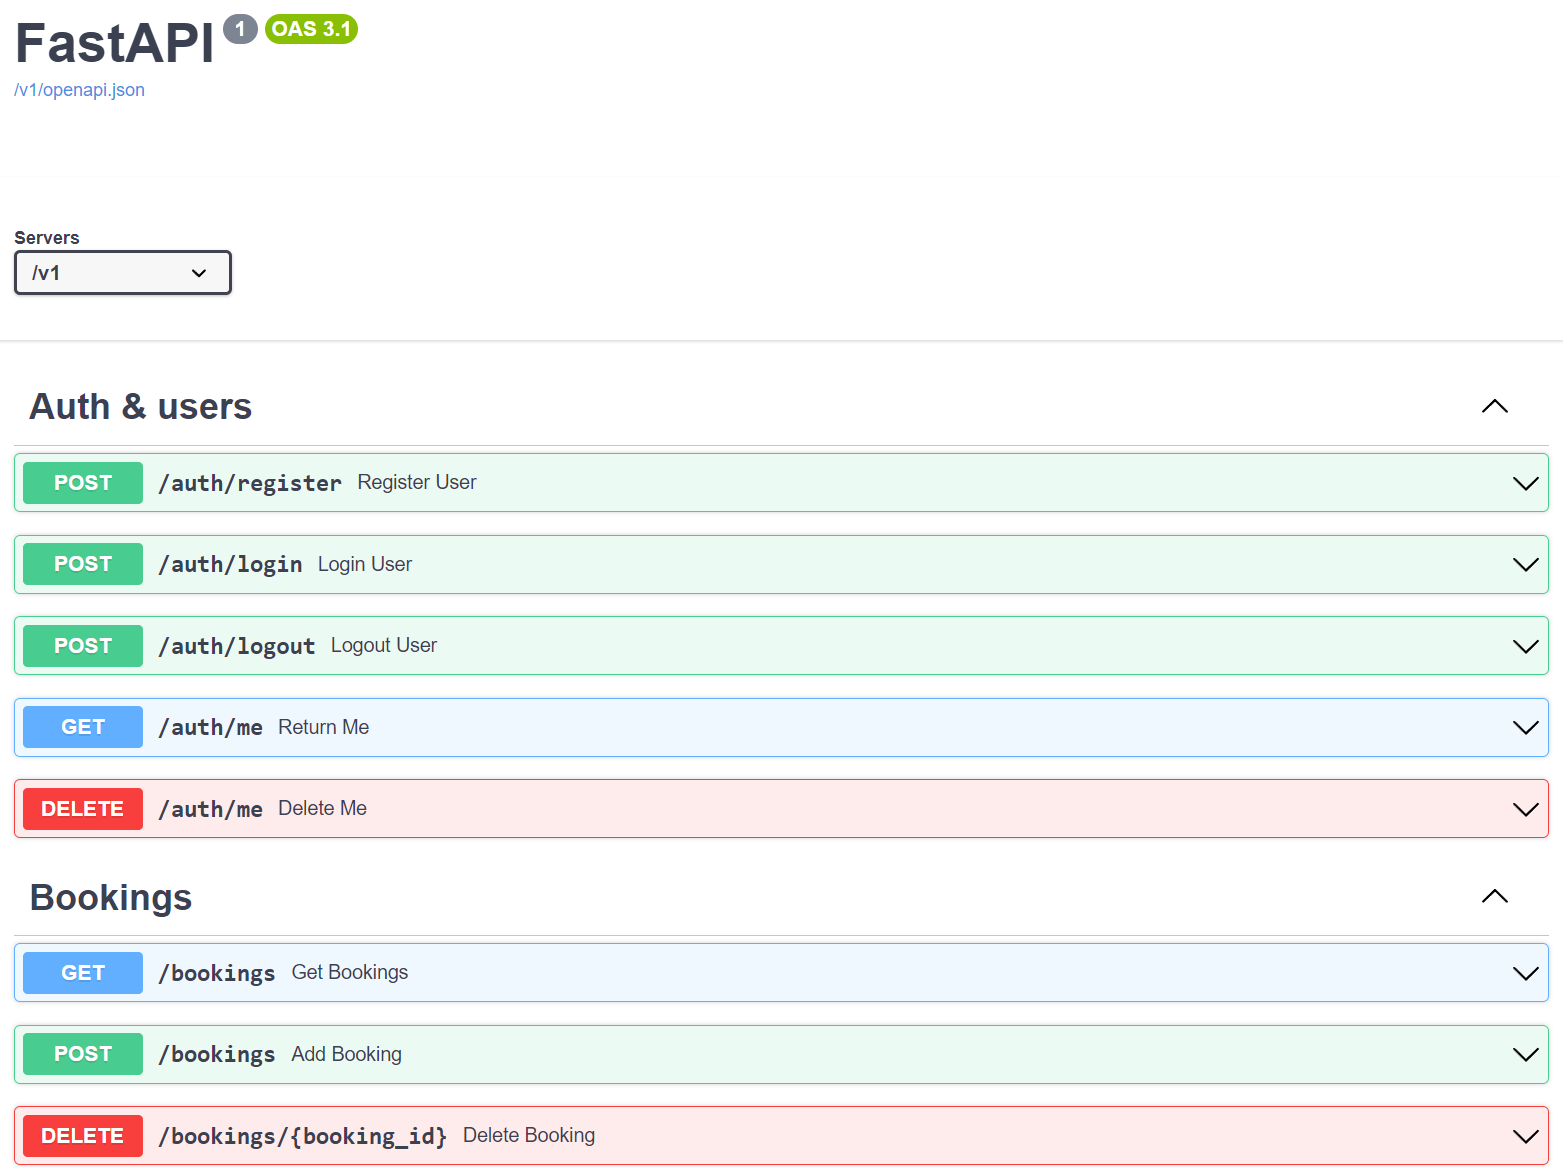 FastAPI 1 OAS 3.1
/v1/openapi.json
Servers
/v1
Auth & users
POST /auth/register Register User
POST /auth/login Login User
POST /auth/logout Logout User
GET /auth/me Return Me
DELETE /auth/me Delete Me
Bookings
GET /bookings Get Bookings
POST /bookings Add Booking
DELETE /bookings/{booking_id} Delete Booking